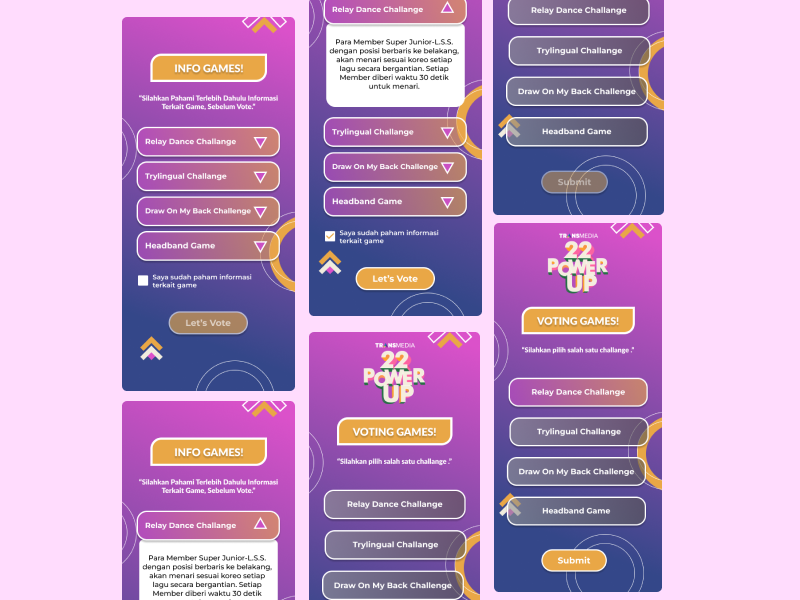 INFO GAMES!
"Silahkan Pahami Terlebih Dahulu Informasi
Terkait Game, Sebelum Vote."
Relay Dance Challange
Trylingual Challange
Draw On My Back Challenge
Headband Game
Saya sudah paham informasi
terkait game
Let's Vote
INFO GAMES!
"Silahkan Pahami Terlebih Dahulu Informasi
Terkait Game, Sebelum Vote."
Relay Dance Challange
Para Member Super Junior-L.S.S.
dengan posisi berbaris ke belakang,
akan menari sesuai koreo setiap
lagu secara bergantian. Setiap
Member diberi waktu 30 detik
Relay Dance Challange
Para Member Super Junior-L.S.S.
dengan posisi berbaris ke belakang,
akan menari sesuai koreo setiap
lagu secara bergantian. Setiap
Member diberi waktu 30 detik
untuk menari.
Trylingual Challange
Draw On My Back Challenge
Headband Game
Saya sudah paham informasi
terkait game
Let's Vote
TRANSMEDIA
22
POWER
UP
VOTING GAMES!
"Silahkan pilih salah satu challange ."
Relay Dance Challange
Trylingual Challange
Draw On My Back Challenge
Relay Dance Challange
Trylingual Challange
Draw On My Back Challenge
Headband Game
Submit
TRANSMEDIA
22
POWER
UP
VOTING GAMES!
"Silahkan pilih salah satu challange ."
Relay Dance Challange
Trylingual Challange
Draw On My Back Challenge
Headband Game
Submit